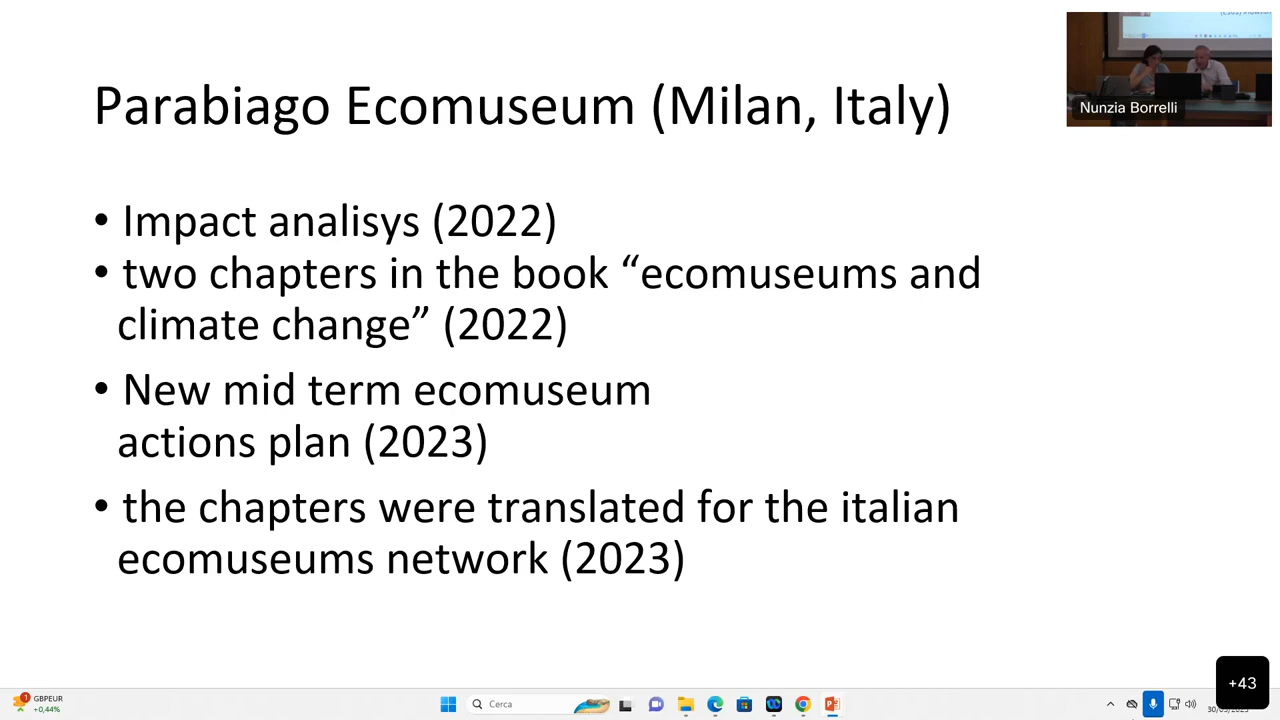 Parabiago Ecomuseum (Milan, Italy)
Nunzia Borrelli
• Impact analisys (2022)
• two chapters in the book “ecomuseums and
climate change” (2022)
• New mid term ecomuseum
actions plan (2023)
• the chapters were translated for the italian
ecomuseums network (2023)
+43
1
GBPEUR
+0,44%
Cerca